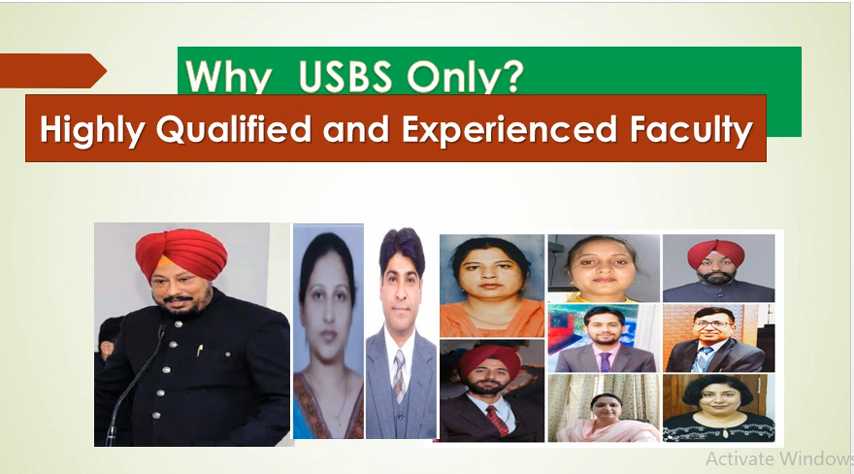 Why USBS Only?
Highly Qualified and Experienced Faculty
Activate Windows